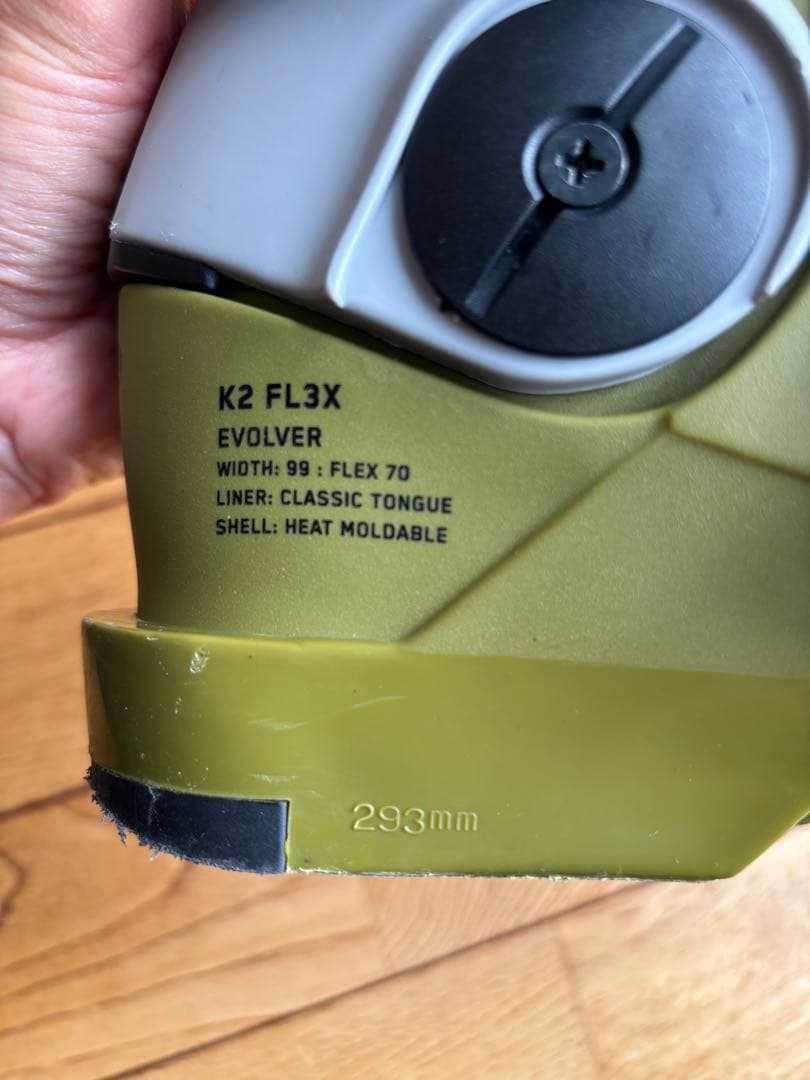 K2 FL3X
EVOLVER
WIDTH: 99 : FLEX 70
LINER: CLASSIC TONGUE
SHELL: HEAT MOLDABLE
293mm